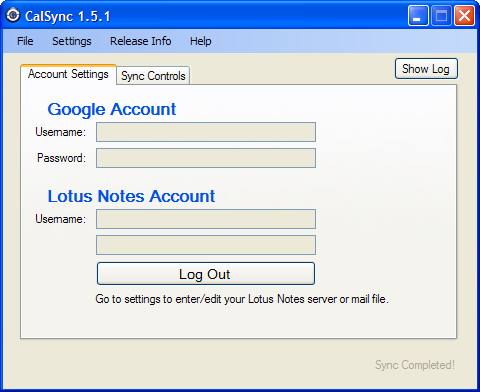 CalSync 1.5.1
File Settings Release Info Help
Show Log
Account Settings Sync Controls
Google Account
Username:
Password:
Lotus Notes Account
Username:
Log Out
Go to settings to enter/edit your Lotus Notes server or mail file.
Sync Completed!